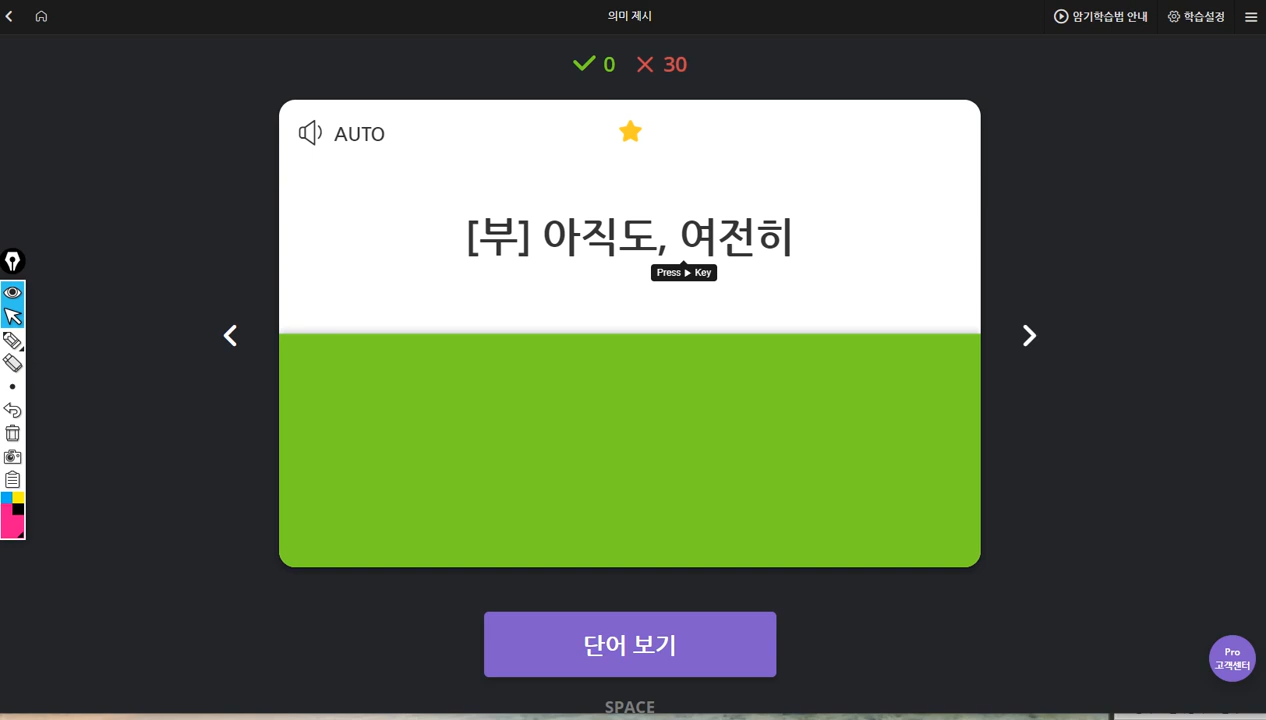 의미 제시
암기학습법 안내
학습설정
0 30
AUTO
[부] 아직도, 여전히
Press ▶ Key
단어 보기
Pro
고객센터
SPACE